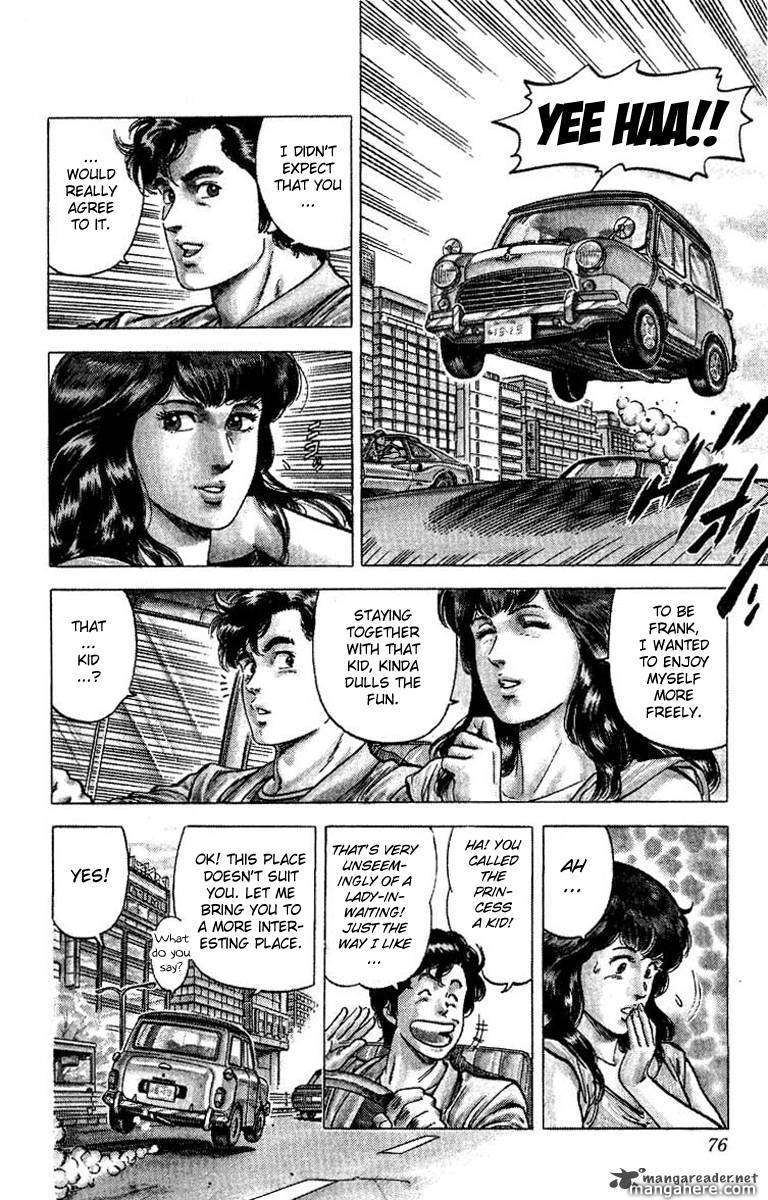 YEE HAA!!
I DIDN'T
EXPECT
THAT YOU
...
...
WOULD
REALLY
AGREE
TO IT.
TO BE
FRANK,
I WANTED
TO ENJOY
MYSELF
MORE
FREELY.
STAYING
TOGETHER
WITH THAT
KID, KINDA
DULLS THE
FUN.
THAT
...
KID
...?
AH
...
HA! YOU
CALLED
THE
PRIN-
CESS
A KID!
THAT'S VERY
UNSEEM-
INGLY OF A
LADY-IN-
WAITING!
JUST THE
WAY I LIKE
...
OK! THIS PLACE
DOESN'T SUIT
YOU. LET ME
BRING YOU TO
A MORE INTER-
ESTING PLACE.
What
do you
say?
YES!
76
mangareader.net
mangahere.com